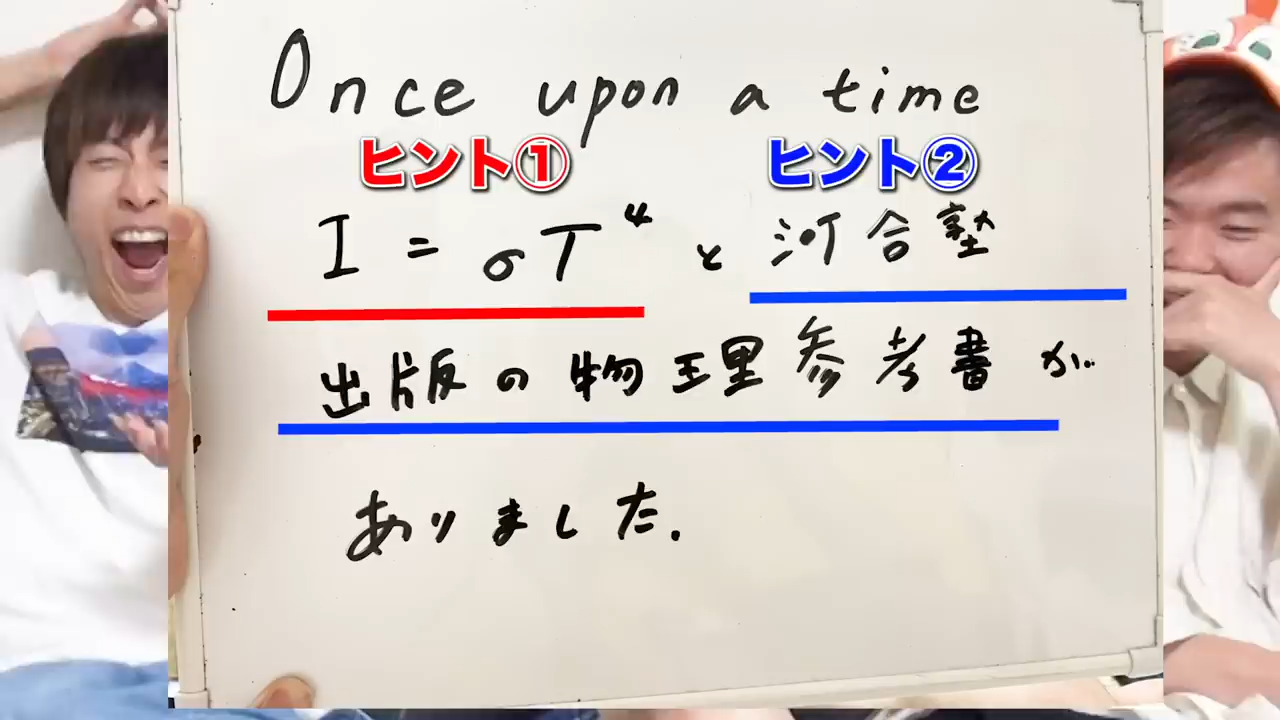 Once upon a time
ヒント① ヒント②
I = σT⁴ と 河合塾
出版の物理参考書が
ありました.